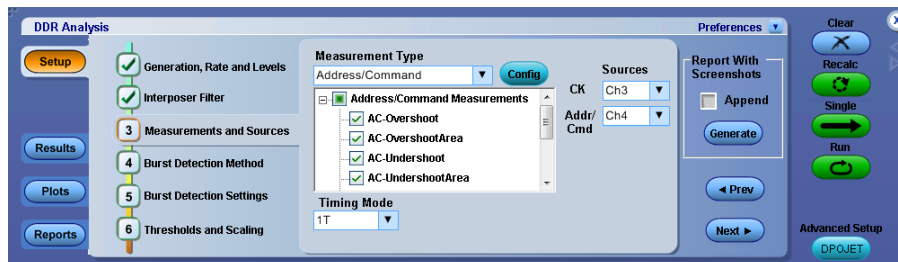 DDR Analysis
Preferences
Clear
Setup
Generation, Rate and Levels
Interposer Filter
3 Measurements and Sources
4 Burst Detection Method
5 Burst Detection Settings
6 Thresholds and Scaling
Results
Plots
Reports
Measurement Type
Address/Command
Config
Address/Command Measurements
AC-Overshoot
AC-OvershootArea
AC-Undershoot
AC-UndershootArea
Timing Mode
1T
Sources
CK Ch3
Addr/
Cmd
Ch4
Report With
Screenshots
Append
Generate
Prev
Next
Recalc
Single
Run
Advanced Setup
DPOJET